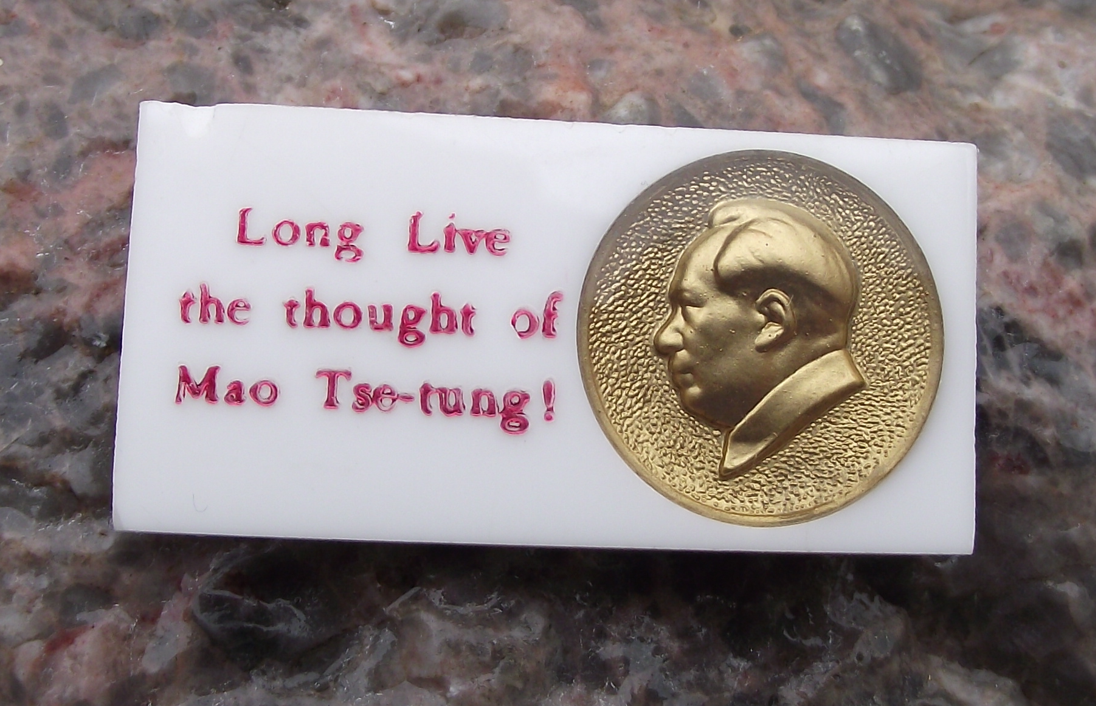 Long Live
the thought of
Mao Tse-tung!